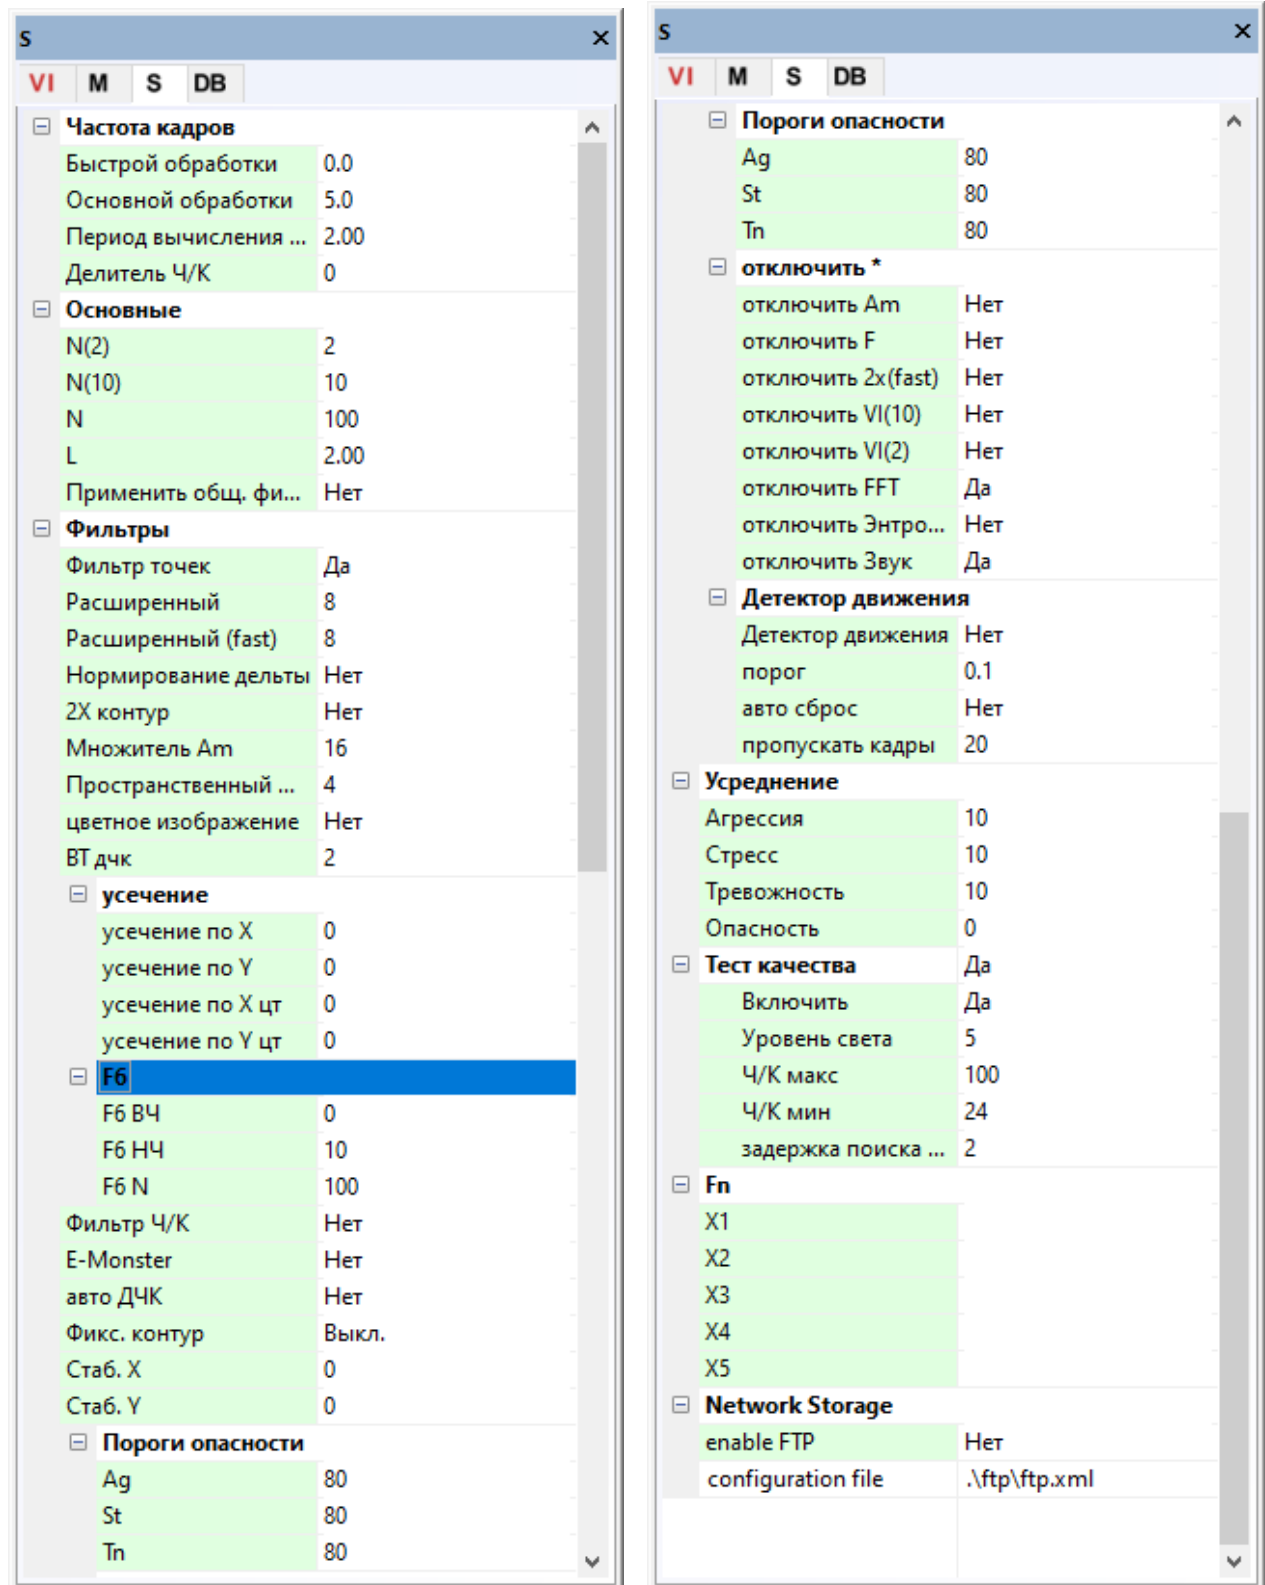 S
VI M S DB
Частота кадров
Быстрой обработки 0.0
Основной обработки 5.0
Период вычисления ... 2.00
Делитель Ч/К 0
Основные
N(2) 2
N(10) 10
N 100
L 2.00
Применить общ. фи... Нет
Фильтры
Фильтр точек Да
Расширенный 8
Расширенный (fast) 8
Нормирование дельты Нет
2X контур Нет
Множитель Am 16
Пространственный ... 4
цветное изображение Нет
ВТ дчк 2
усечение
усечение по X 0
усечение по Y 0
усечение по X цт 0
усечение по Y цт 0
F6
F6 ВЧ 0
F6 НЧ 10
F6 N 100
Фильтр Ч/К Нет
E-Monster Нет
авто ДЧК Нет
Фикс. контур Выкл.
Стаб. X 0
Стаб. Y 0
Пороги опасности
Ag 80
St 80
Tn 80
S
VI M S DB
Пороги опасности
Ag 80
St 80
Tn 80
отключить *
отключить Am Нет
отключить F Нет
отключить 2x(fast) Нет
отключить VI(10) Нет
отключить VI(2) Нет
отключить FFT Да
отключить Энтро... Нет
отключить Звук Да
Детектор движения
Детектор движения Нет
порог 0.1
авто сброс Нет
пропускать кадры 20
Усреднение
Агрессия 10
Стресс 10
Тревожность 10
Опасность 0
Тест качества Да
Включить Да
Уровень света 5
Ч/К макс 100
Ч/К мин 24
задержка поиска ... 2
Fn
X1
X2
X3
X4
X5
Network Storage
enable FTP Нет
configuration file .\ftp\ftp.xml